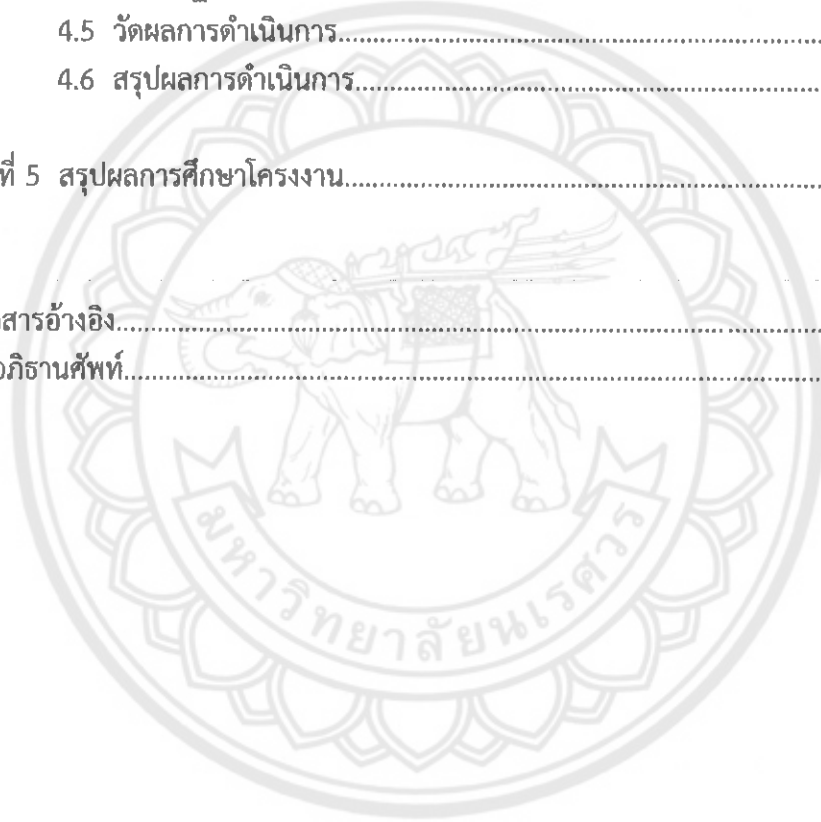 4.5 วัดผลการดำเนินการ
4.6 สรุปผลการดำเนินการ
ที่ 5 สรุปผลการศึกษาโครงงาน
สารอ้างอิง
อภิธานศัพท์
มหาวิทยาลัยนเรศวร